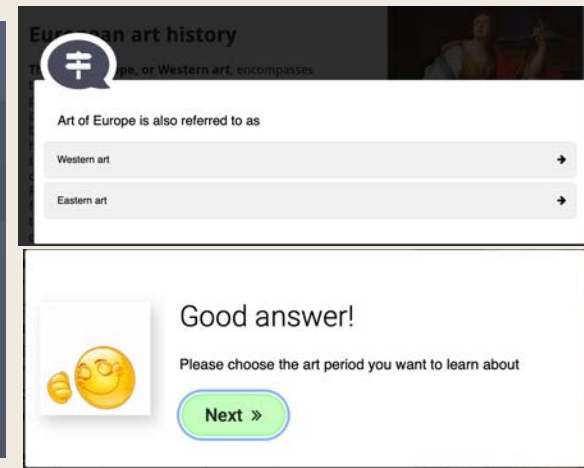 European art history
or Western art, encompasses
Art of Europe is also referred to as
Western art
Eastern art
Good answer!
Please choose the art period you want to learn about
Next »